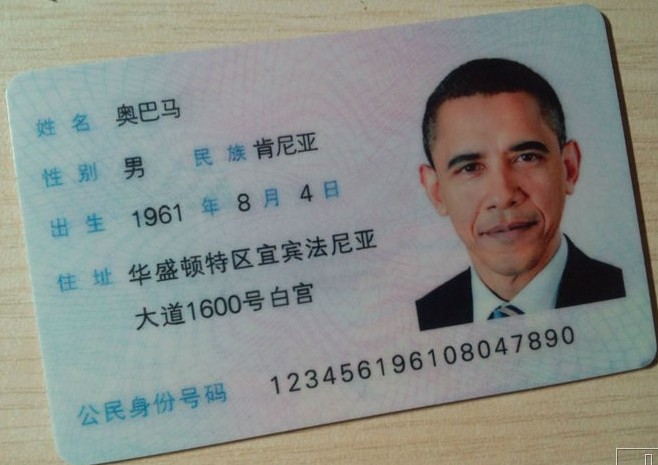 姓名 奥巴马
性别 男 民族 肯尼亚
出生 1961 年 8 月 4 日
住址 华盛顿特区宜宾法尼亚
大道1600号白宫
公民身份号码 123456196108047890